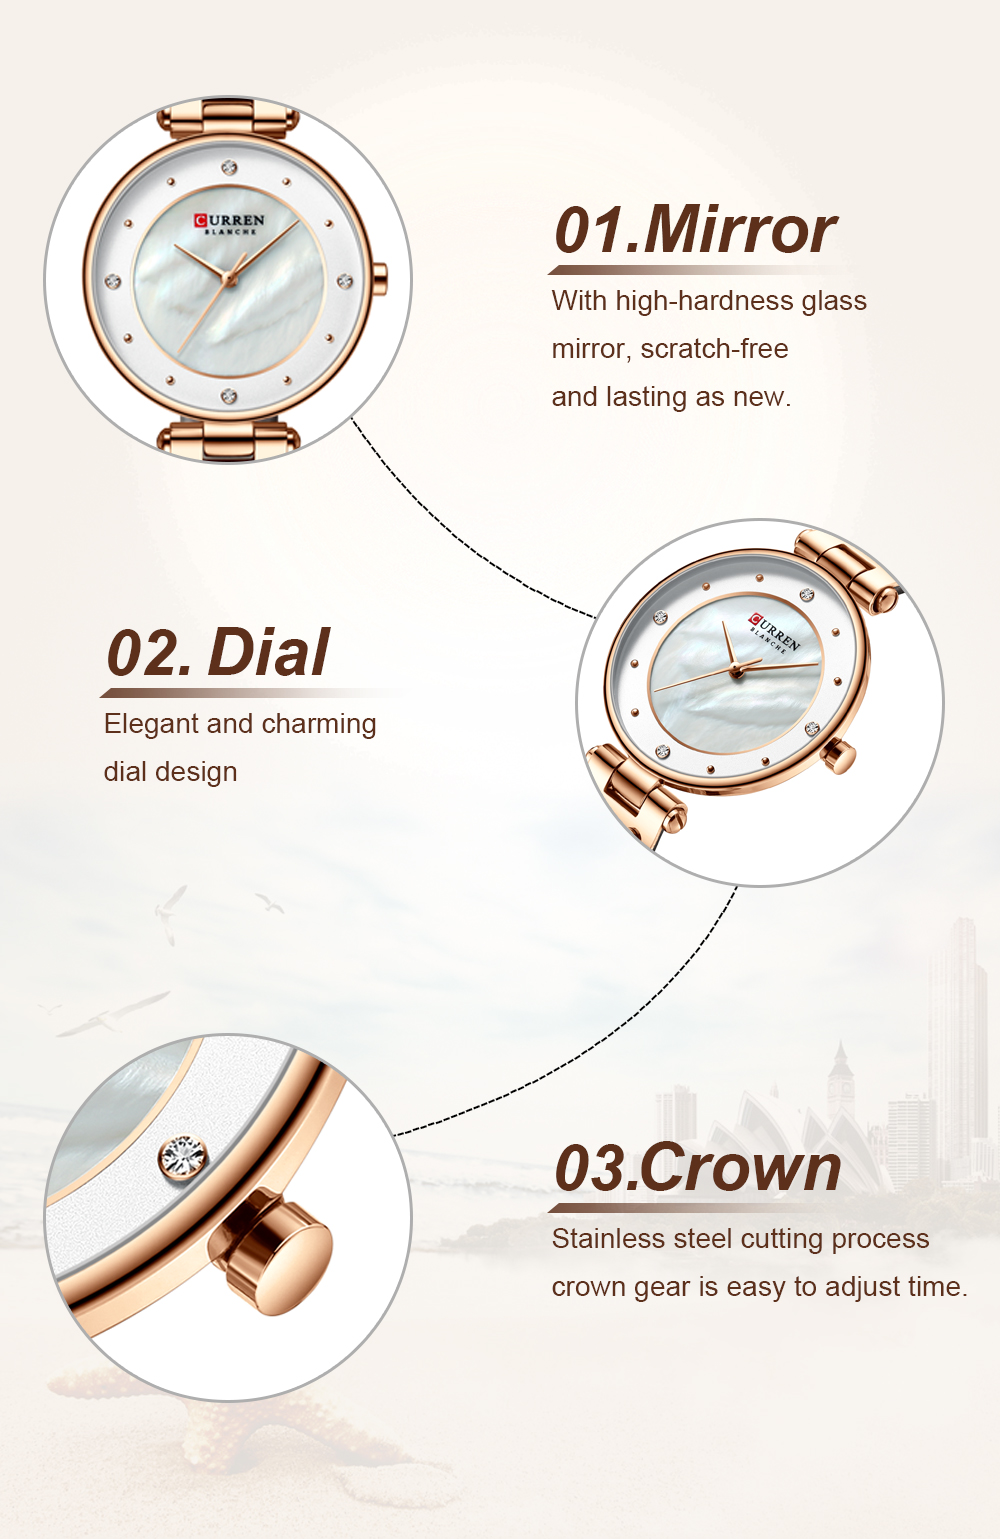 CURREN
BLANCHE
01.Mirror
With high-hardness glass
mirror, scratch-free
and lasting as new.
CURREN
BLANCHE
02. Dial
Elegant and charming
dial design
03.Crown
Stainless steel cutting process
crown gear is easy to adjust time.